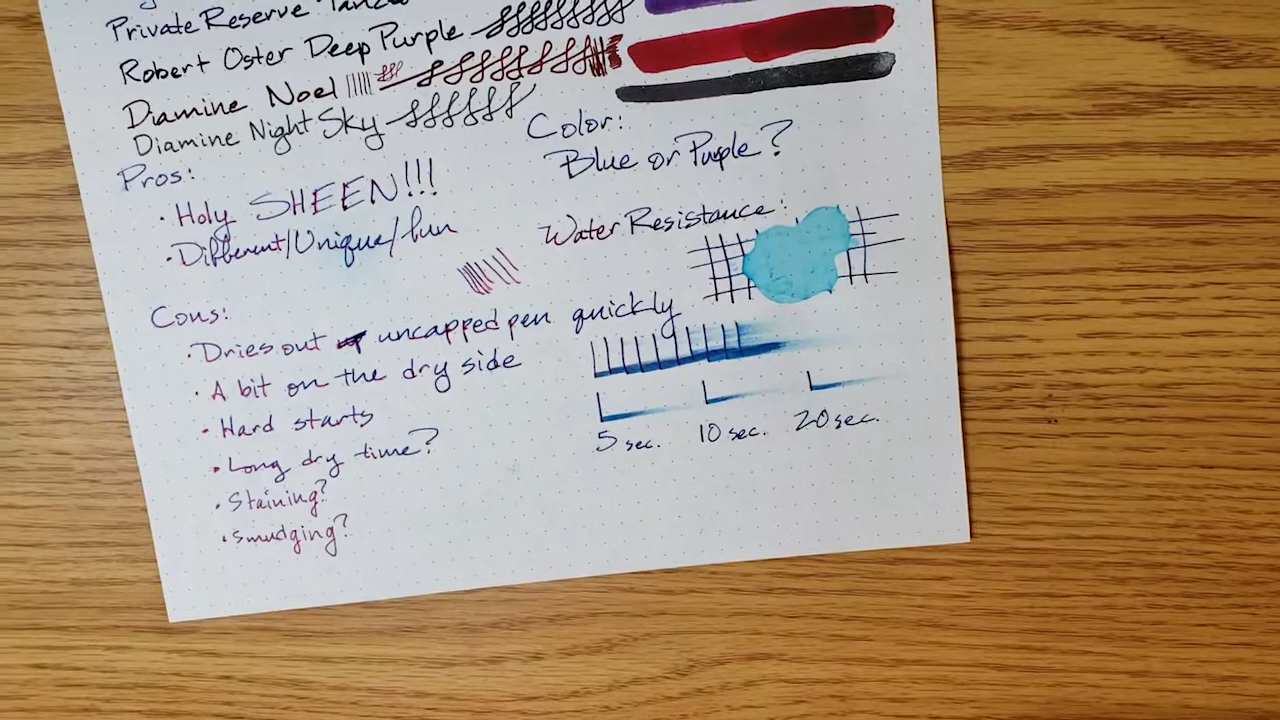 Private Reserve
Robert Oster Deep Purple
Diamine Noel
Diamine Night Sky
Color:
Blue or Purple?
Pros:
· Holy SHEEN!!!
· Different/Unique/fun
Water Resistance:
Cons:
· Dries out uncapped pen quickly
· A bit on the dry side
· Hard starts
· Long dry time?
· Staining?
· Smudging?
5 sec. 10 sec. 20 sec.